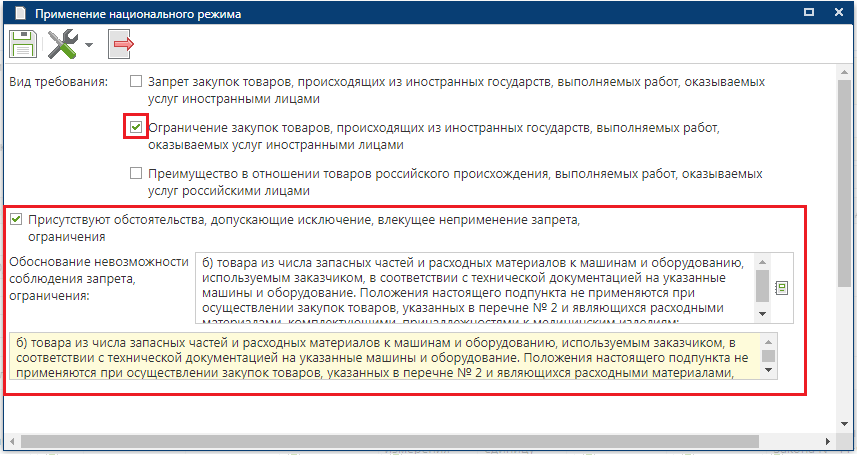 Применение национального режима
Вид требования:
Запрет закупок товаров, происходящих из иностранных государств, выполняемых работ, оказываемых
услуг иностранными лицами
Ограничение закупок товаров, происходящих из иностранных государств, выполняемых работ,
оказываемых услуг иностранными лицами
Преимущество в отношении товаров российского происхождения, выполняемых работ, оказываемых
услуг российскими лицами
Присутствуют обстоятельства, допускающие исключение, влекущее неприменение запрета,
ограничения
Обоснование невозможности
соблюдения запрета,
ограничения:
б) товара из числа запасных частей и расходных материалов к машинам и оборудованию,
используемым заказчиком, в соответствии с технической документацией на указанные
машины и оборудование. Положения настоящего подпункта не применяются при
осуществлении закупок товаров, указанных в перечне № 2 и являющихся расходными
материалами, комплектующими, принадлежностями к медицинским изделиям;
б) товара из числа запасных частей и расходных материалов к машинам и оборудованию, используемым заказчиком, в
соответствии с технической документацией на указанные машины и оборудование. Положения настоящего подпункта не
применяются при осуществлении закупок товаров, указанных в перечне № 2 и являющихся расходными материалами,